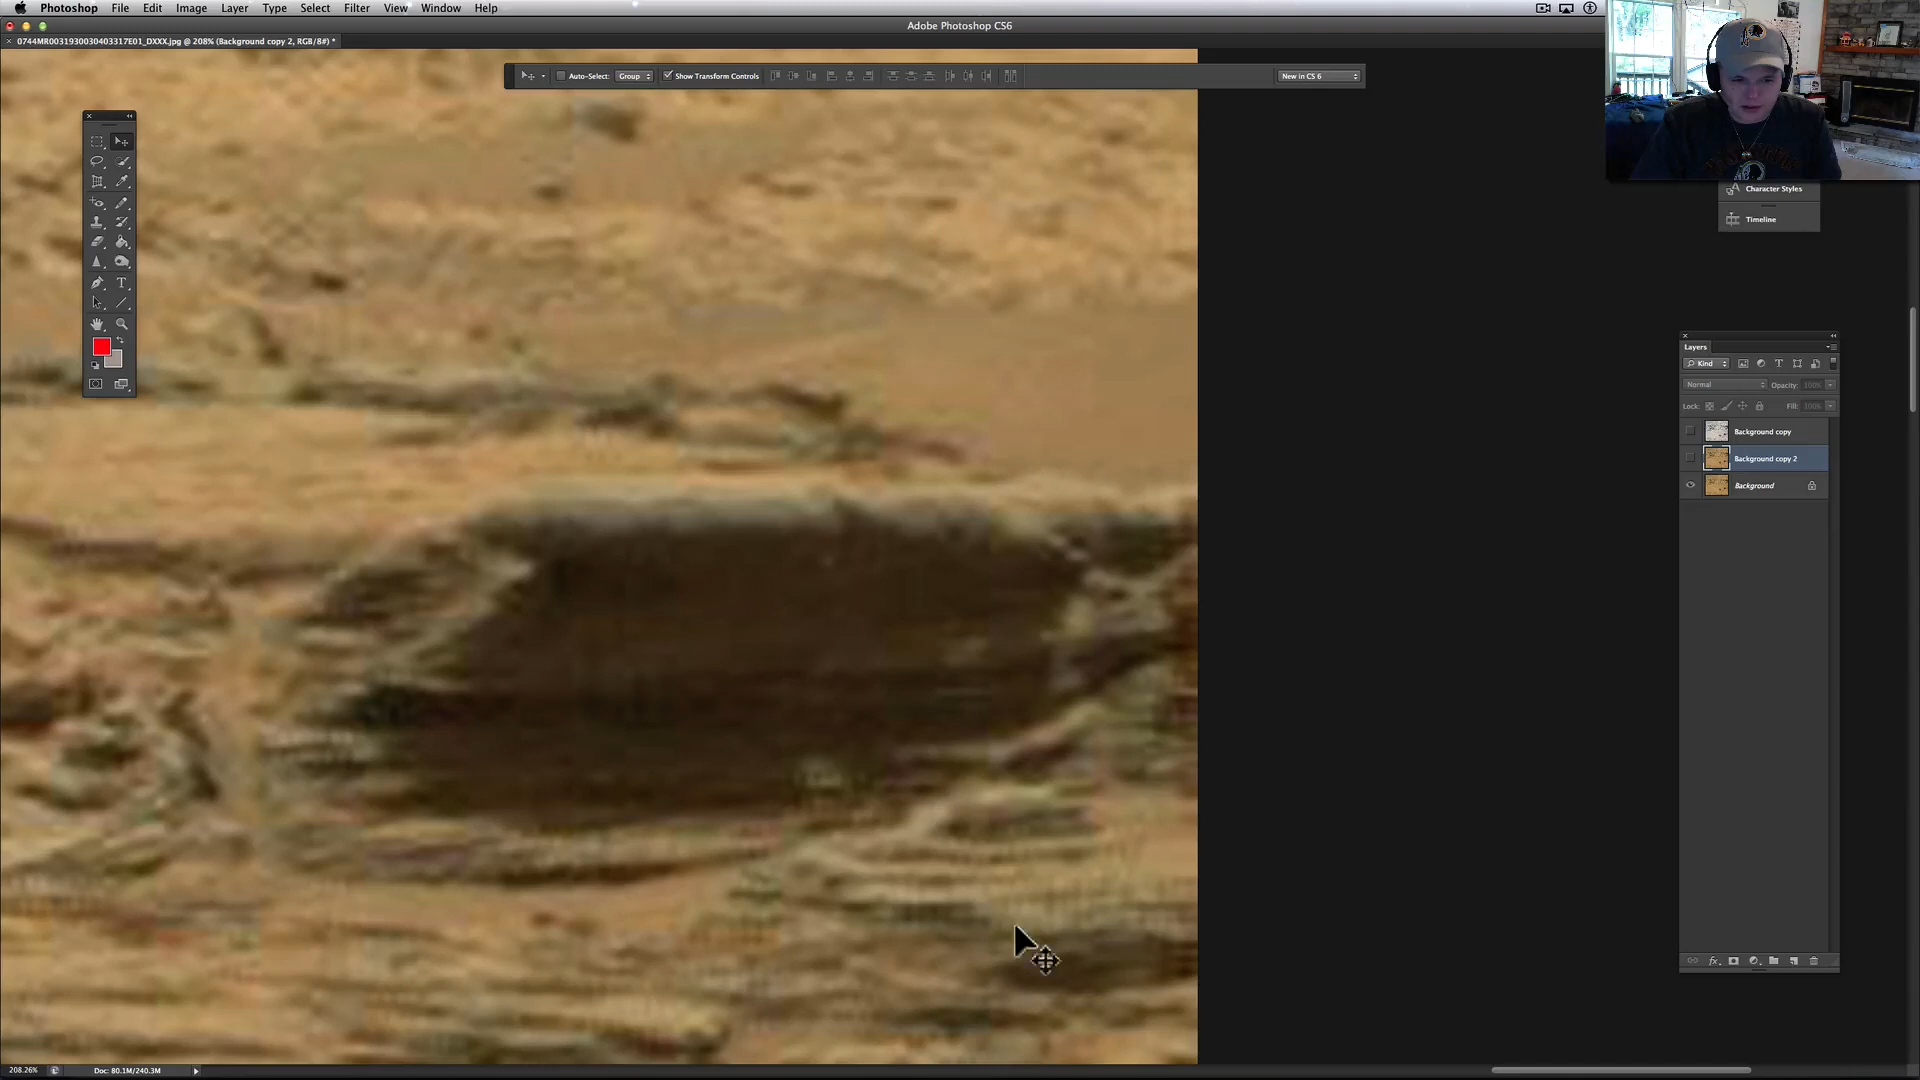 Photoshop File Edit Image Layer Type Select Filter View Window Help
Adobe Photoshop CS6
0744MR0031930030403317E01_DXXX.jpg @ 208% (Background copy 2, RGB/8#) *
Auto-Select: Group Show Transform Controls New in CS 6
Character Styles
Timeline
Layers
Kind
Normal Opacity: 100%
Lock: Fill: 100%
Background copy
Background copy 2
Background
208.26% Doc: 80.1M/240.3M